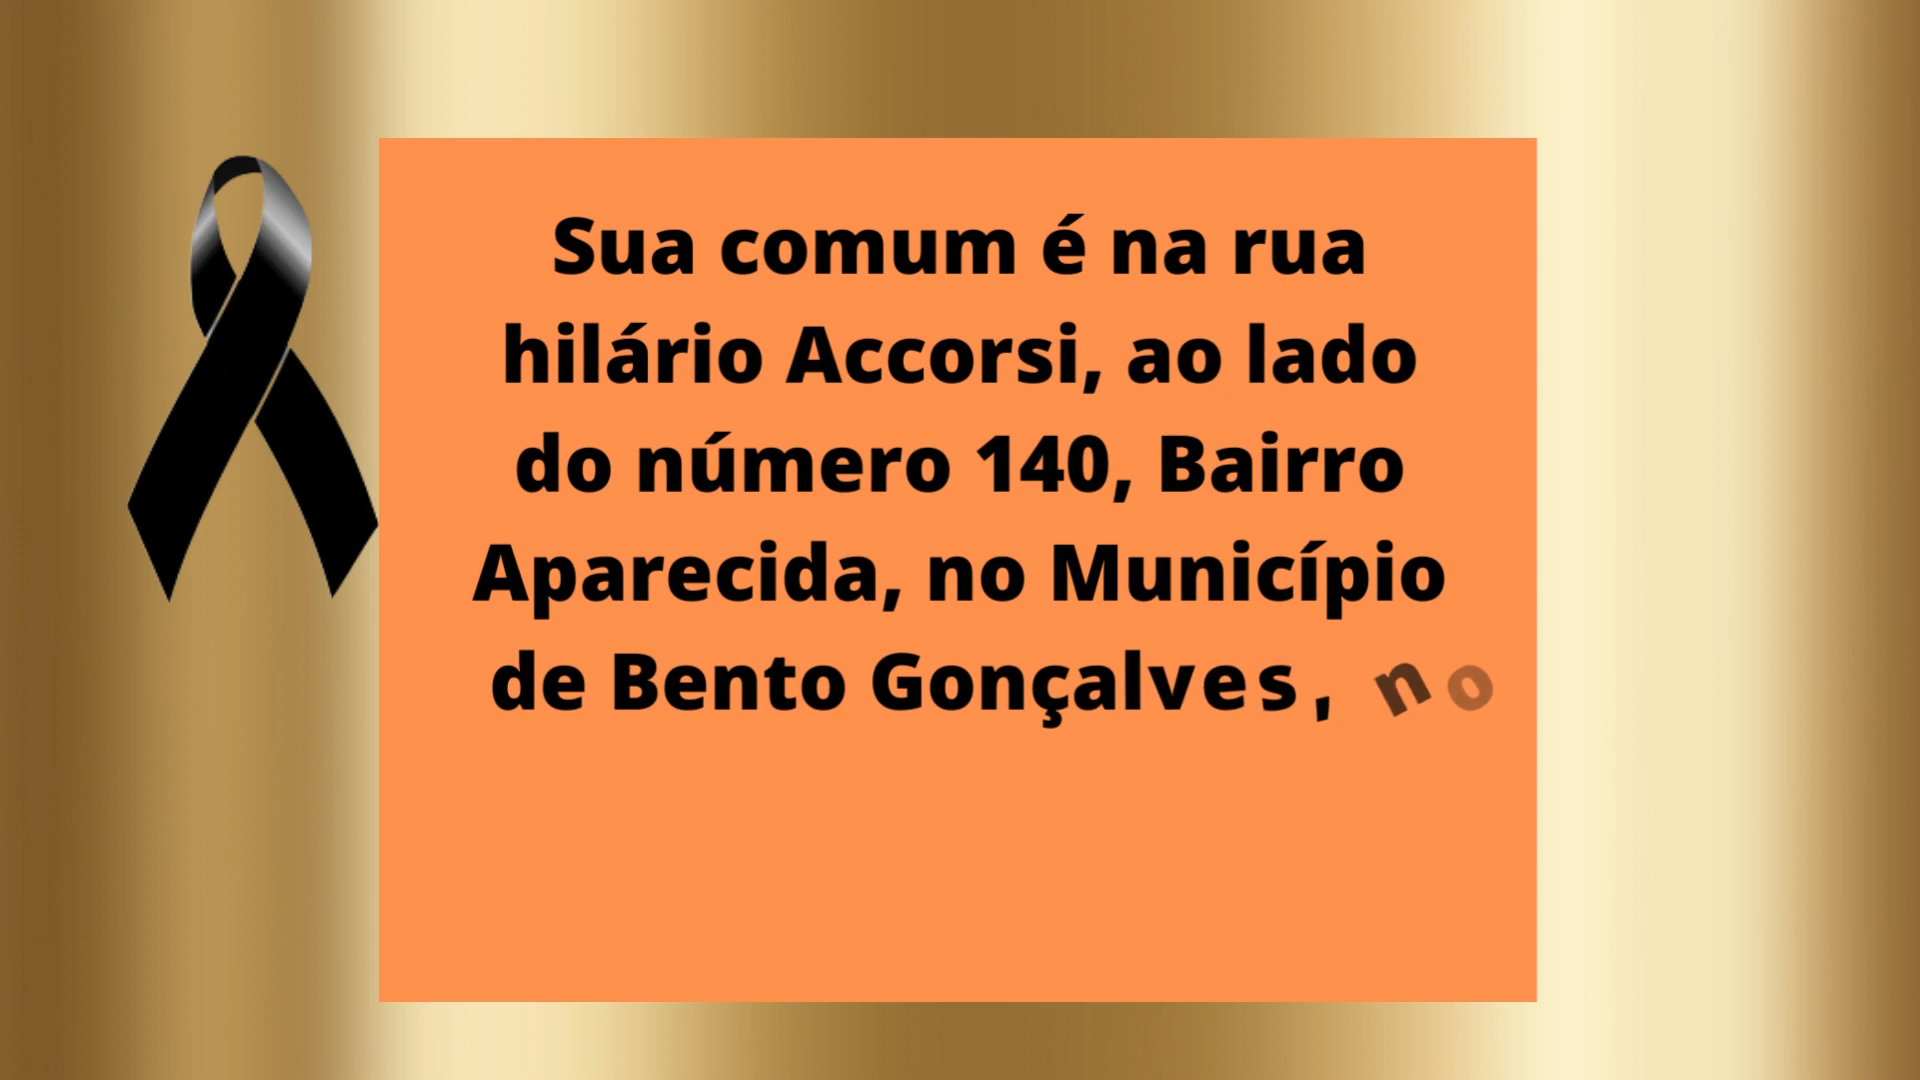 Sua comum é na rua
hilário Accorsi, ao lado
do número 140, Bairro
Aparecida, no Município
de Bento Gonçalves, no